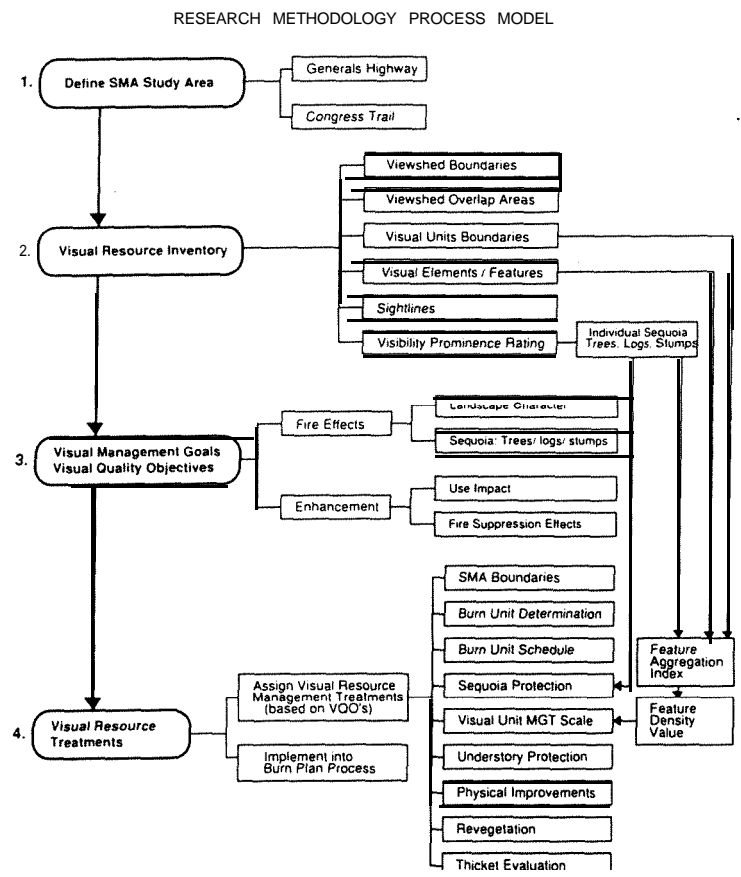 RESEARCH METHODOLOGY PROCESS MODEL
1.
Define SMA Study Area
Generals Highway
Congress Trail
2.
Visual Resource Inventory
Viewshed Boundaries
Viewshed Overlap Areas
Visual Units Boundaries
Visual Elements / Features
Sightlines
Visibility Prominence Rating
Individual Sequoia
Trees, Logs, Stumps
3.
Visual Management Goals
Visual Quality Objectives
Fire Effects
Landscape Character
Sequoia: Trees/ logs/ stumps
Enhancement
Use Impact
Fire Suppression Effects
4.
Visual Resource
Treatments
Assign Visual Resource
Management Treatments
(based on VQO's)
Implement into
Burn Plan Process
SMA Boundaries
Burn Unit Determination
Burn Unit Schedule
Sequoia Protection
Visual Unit MGT Scale
Understory Protection
Physical Improvements
Revegetation
Thicket Evaluation
Feature
Aggregation
Index
Feature
Density
Value